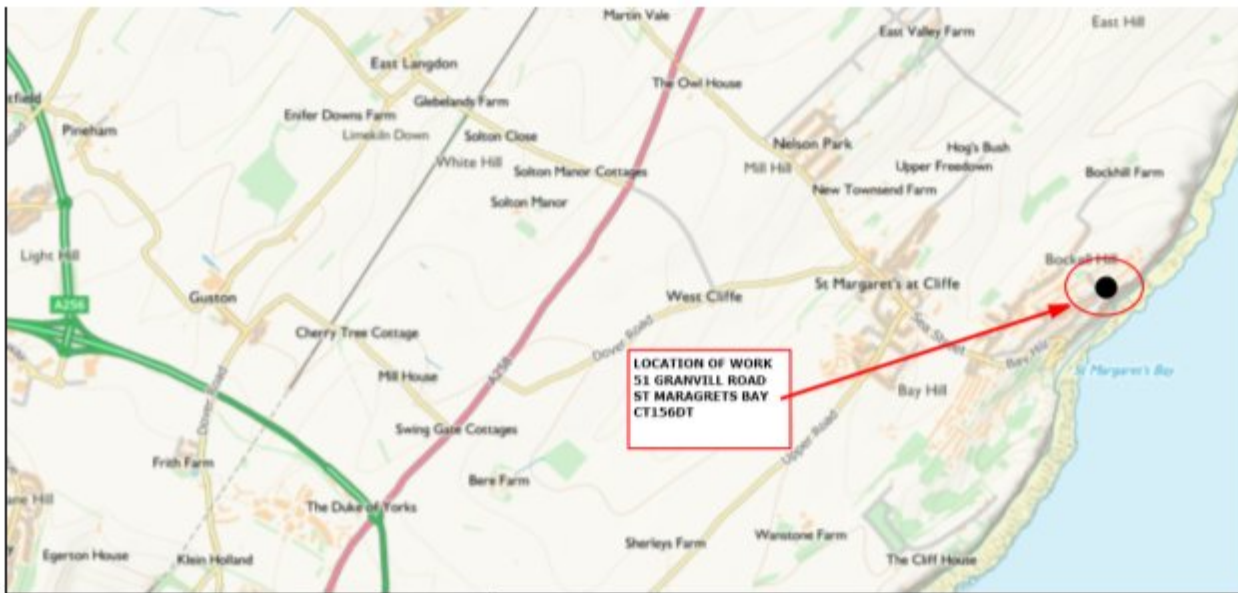 Martin Vale
East Hill
East Valley Farm
East Langdon
The Owl House
tfield
Glebelands Farm
Enifer Downs Farm
Pineham
Limekiln Down
Solton Close
Nelson Park
Hog's Bush
White Hill
Solton Manor Cottages
Mill Hill
Upper Freedown
Bockhill Farm
New Townsend Farm
Solton Manor
Light Hill
Bockell Hill
St Margaret's at Cliffe
Guston
West Cliffe
A256
Cherry Tree Cottage
Dover Road
Sea Street
Bay Hill
St Margaret's Bay
LOCATION OF WORK
51 GRANVILL ROAD
ST MARAGRETS BAY
CT156DT
A258
Mill House
Bay Hill
Dover Road
Swing Gate Cottages
Upper Road
Frith Farm
Bere Farm
ane Hill
The Duke of Yorks
Wanstone Farm
Sherleys Farm
Egerton House
Klein Holland
The Cliff House